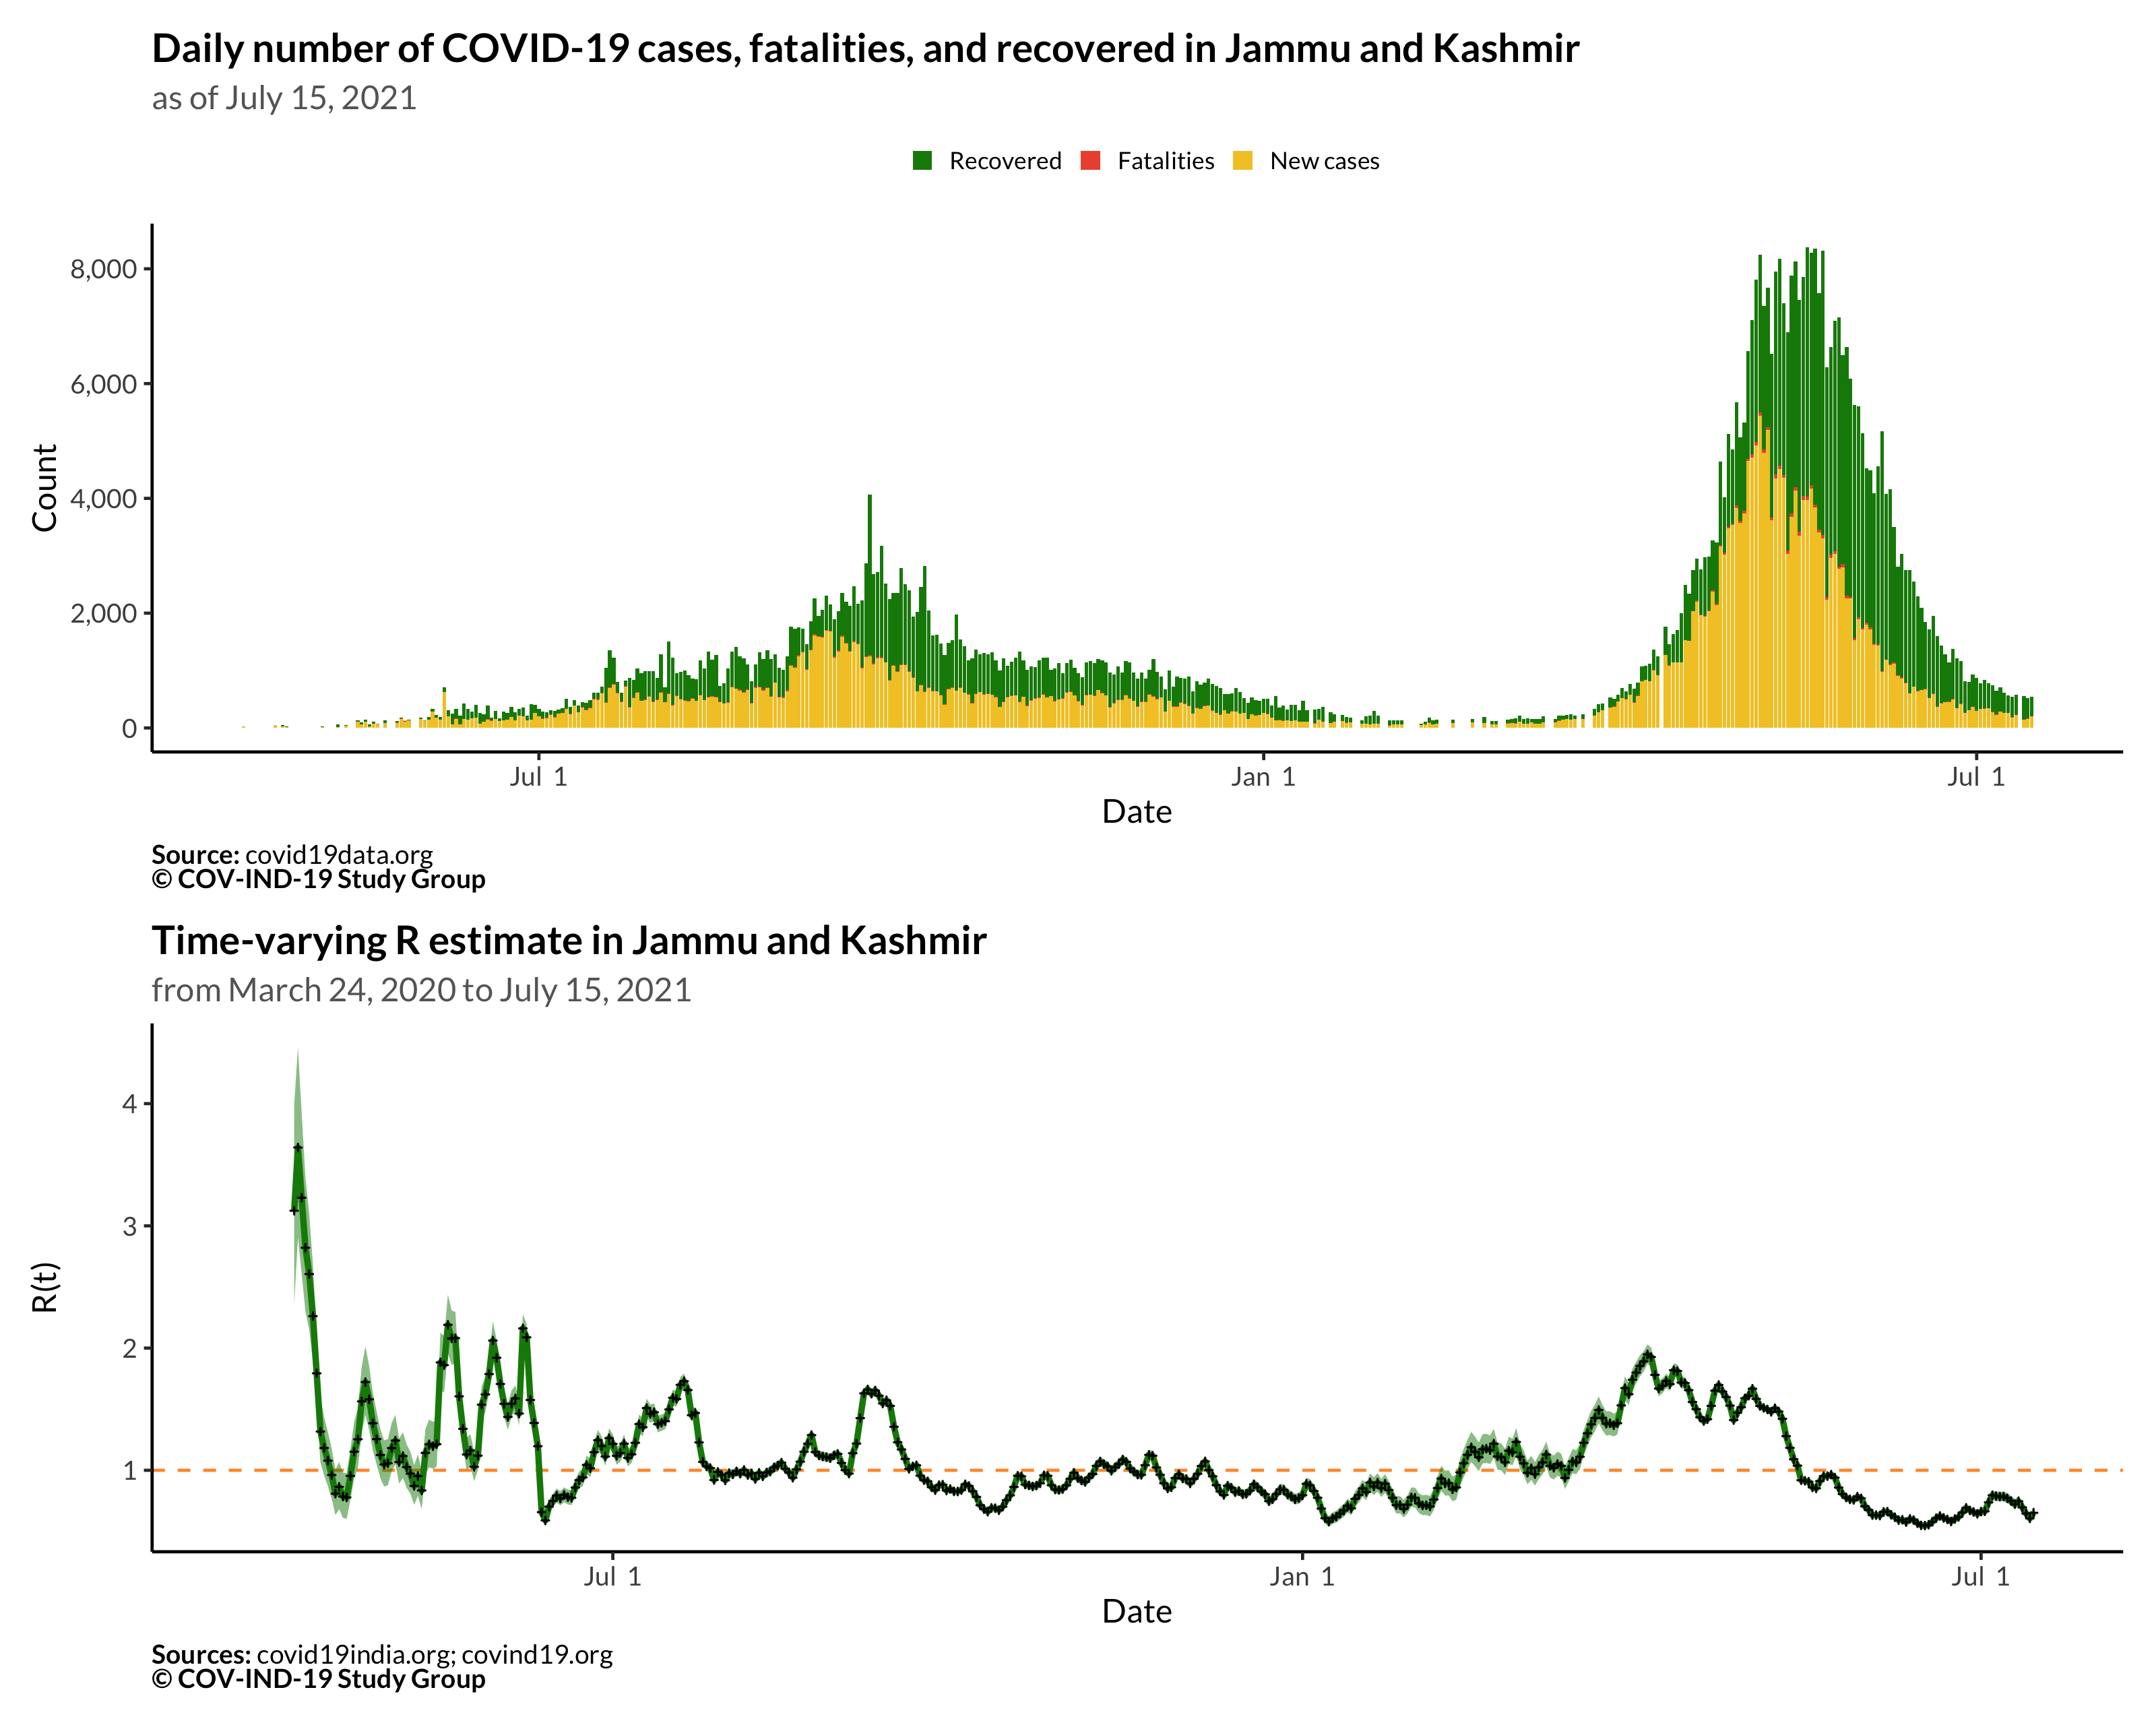 Daily number of COVID-19 cases, fatalities, and recovered in Jammu and Kashmir
as of July 15, 2021
Recovered Fatalities New cases
8,000
6,000
4,000
2,000
0
Count
Jul 1 Jan 1 Jul 1
Date
Source: covid19data.org
© COV-IND-19 Study Group
Time-varying R estimate in Jammu and Kashmir
from March 24, 2020 to July 15, 2021
4
3
2
1
R(t)
Jul 1 Jan 1 Jul 1
Date
Sources: covid19india.org; covind19.org
© COV-IND-19 Study Group